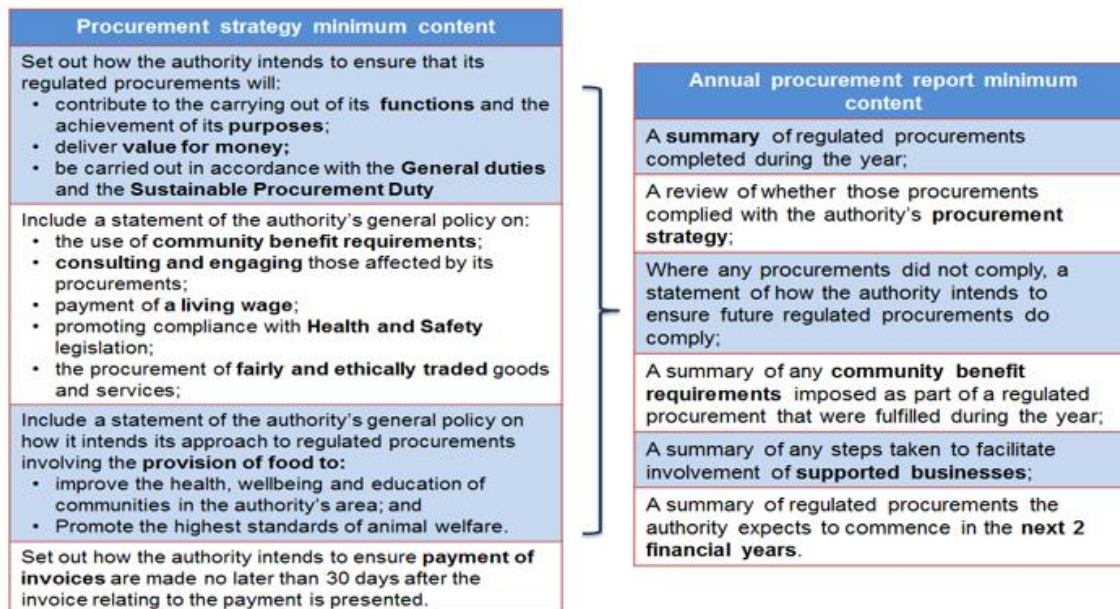 Procurement strategy minimum content
Set out how the authority intends to ensure that its
regulated procurements will:
• contribute to the carrying out of its functions and the
achievement of its purposes;
• deliver value for money;
• be carried out in accordance with the General duties
and the Sustainable Procurement Duty
Include a statement of the authority's general policy on:
• the use of community benefit requirements;
• consulting and engaging those affected by its
procurements;
• payment of a living wage;
• promoting compliance with Health and Safety
legislation;
• the procurement of fairly and ethically traded goods
and services;
Include a statement of the authority's general policy on
how it intends its approach to regulated procurements
involving the provision of food to:
• improve the health, wellbeing and education of
communities in the authority's area; and
• Promote the highest standards of animal welfare.
Set out how the authority intends to ensure payment of
invoices are made no later than 30 days after the
invoice relating to the payment is presented.
Annual procurement report minimum
content
A summary of regulated procurements
completed during the year;
A review of whether those procurements
complied with the authority's procurement
strategy;
Where any procurements did not comply, a
statement of how the authority intends to
ensure future regulated procurements do
comply;
A summary of any community benefit
requirements imposed as part of a regulated
procurement that were fulfilled during the year;
A summary of any steps taken to facilitate
involvement of supported businesses;
A summary of regulated procurements the
authority expects to commence in the next 2
financial years.